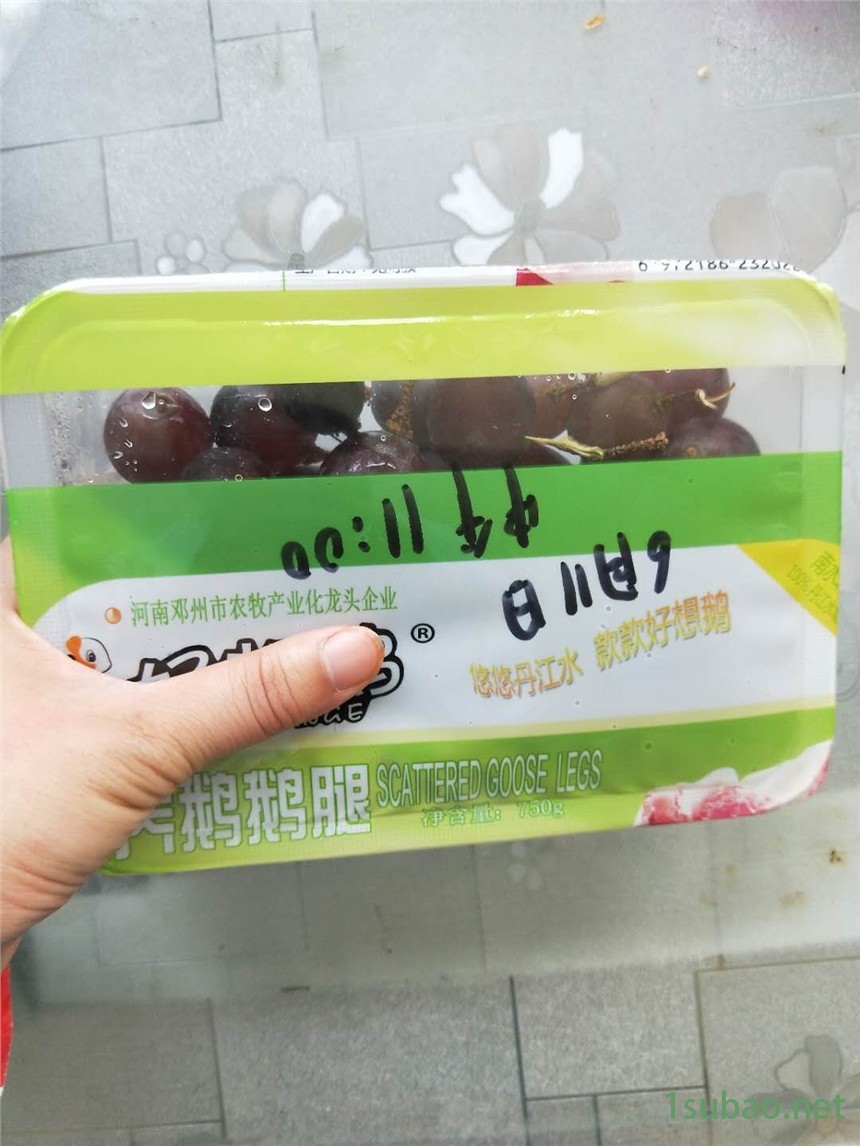 河南邓州市农牧产业化龙头企业
®
悠悠丹江水 款款好想鹅
鹅鹅腿 SCATTERED GOOSE LEGS
净含量：750g
9月11日
中午11:00
1subao.net